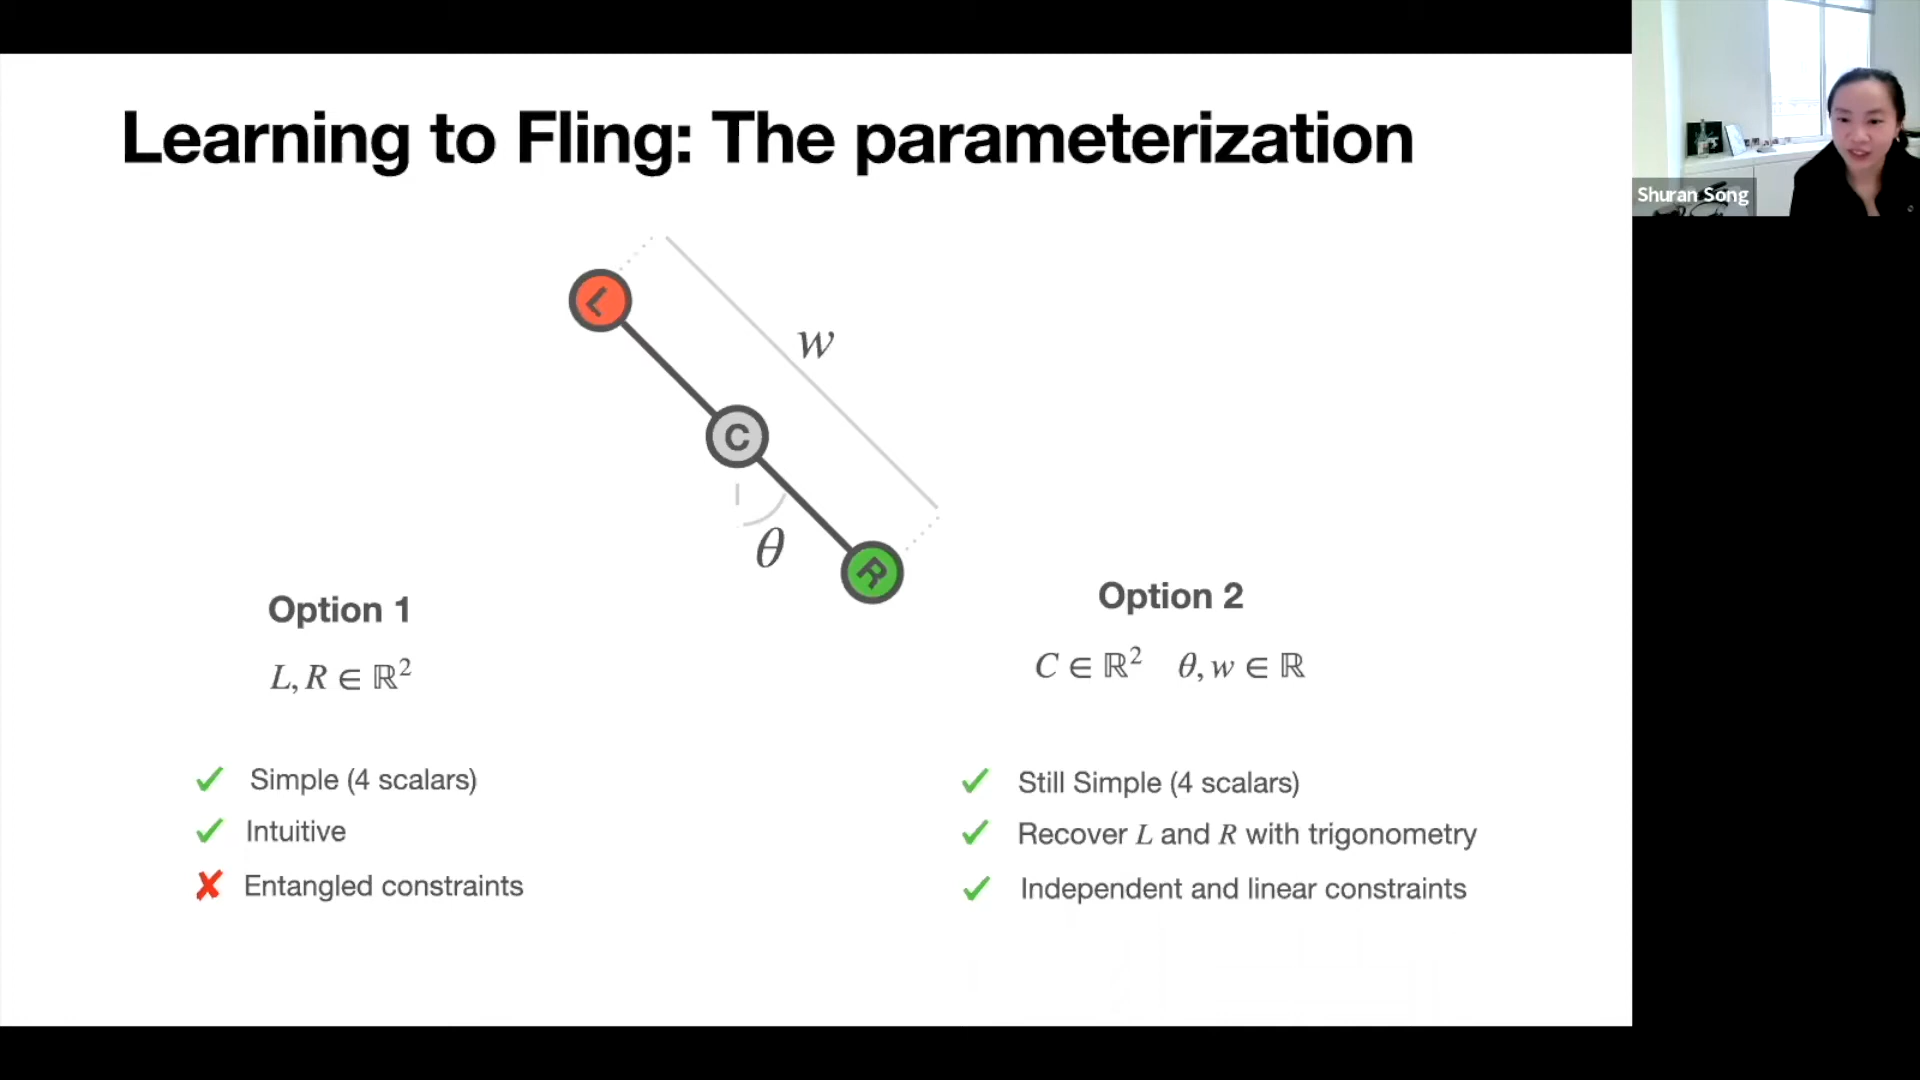 Learning to Fling: The parameterization
Shuran Song
L
w
C
θ
R
Option 1
L, R ∈ ℝ²
✓ Simple (4 scalars)
✓ Intuitive
✘ Entangled constraints
Option 2
C ∈ ℝ² θ, w ∈ ℝ
✓ Still Simple (4 scalars)
✓ Recover L and R with trigonometry
✓ Independent and linear constraints